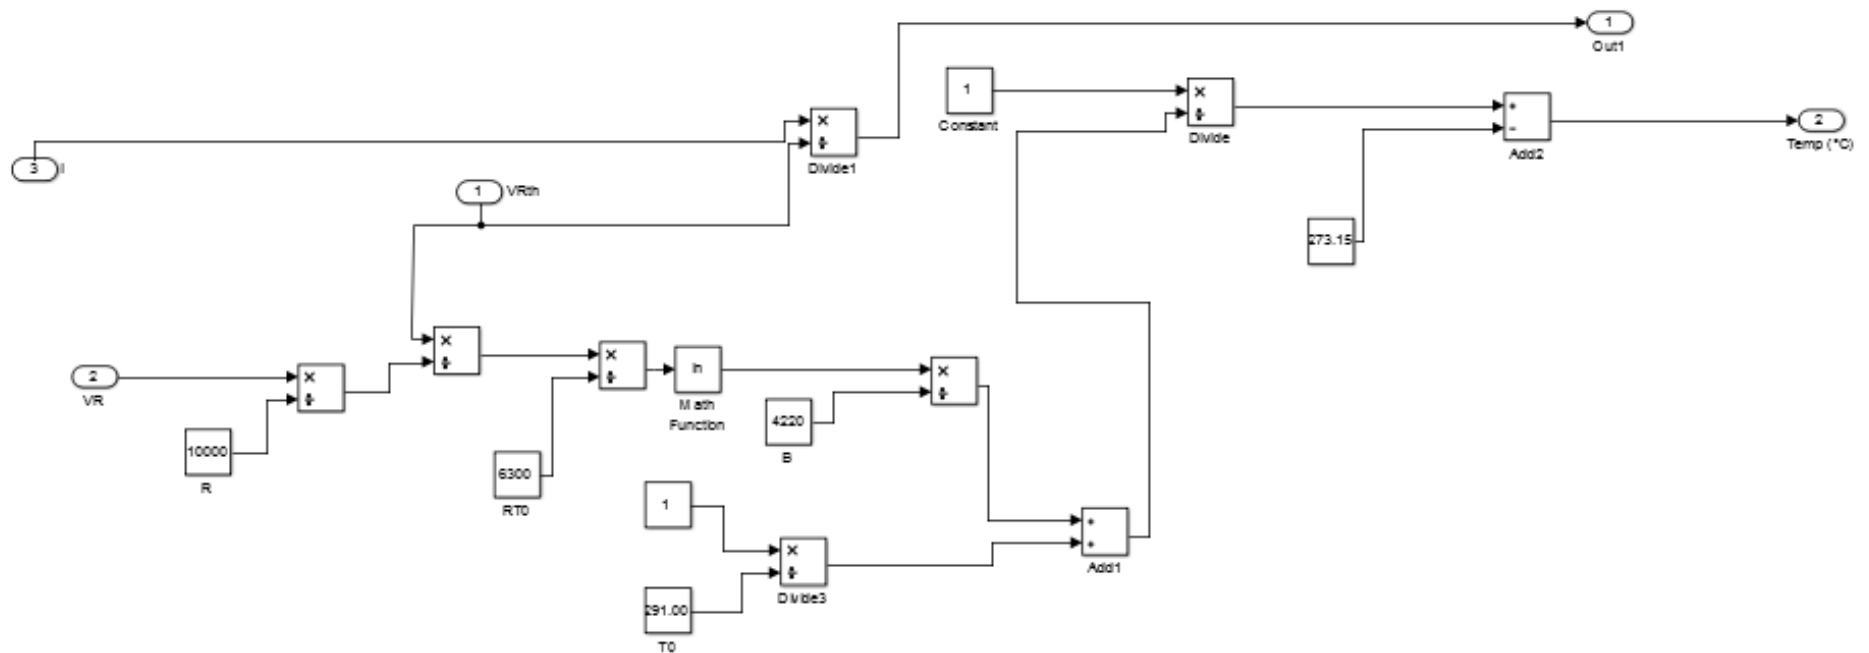 1
Out1
1
Constant
×
÷
Divide
+
−
Add2
2
Temp (°C)
×
÷
Divide1
3
I
1
VRth
273.15
2
VR
×
÷
10000
R
×
÷
×
÷
6300
RT0
ln
Math
Function
×
÷
4220
B
1
×
÷
Divide3
291.00
T0
+
+
Add1